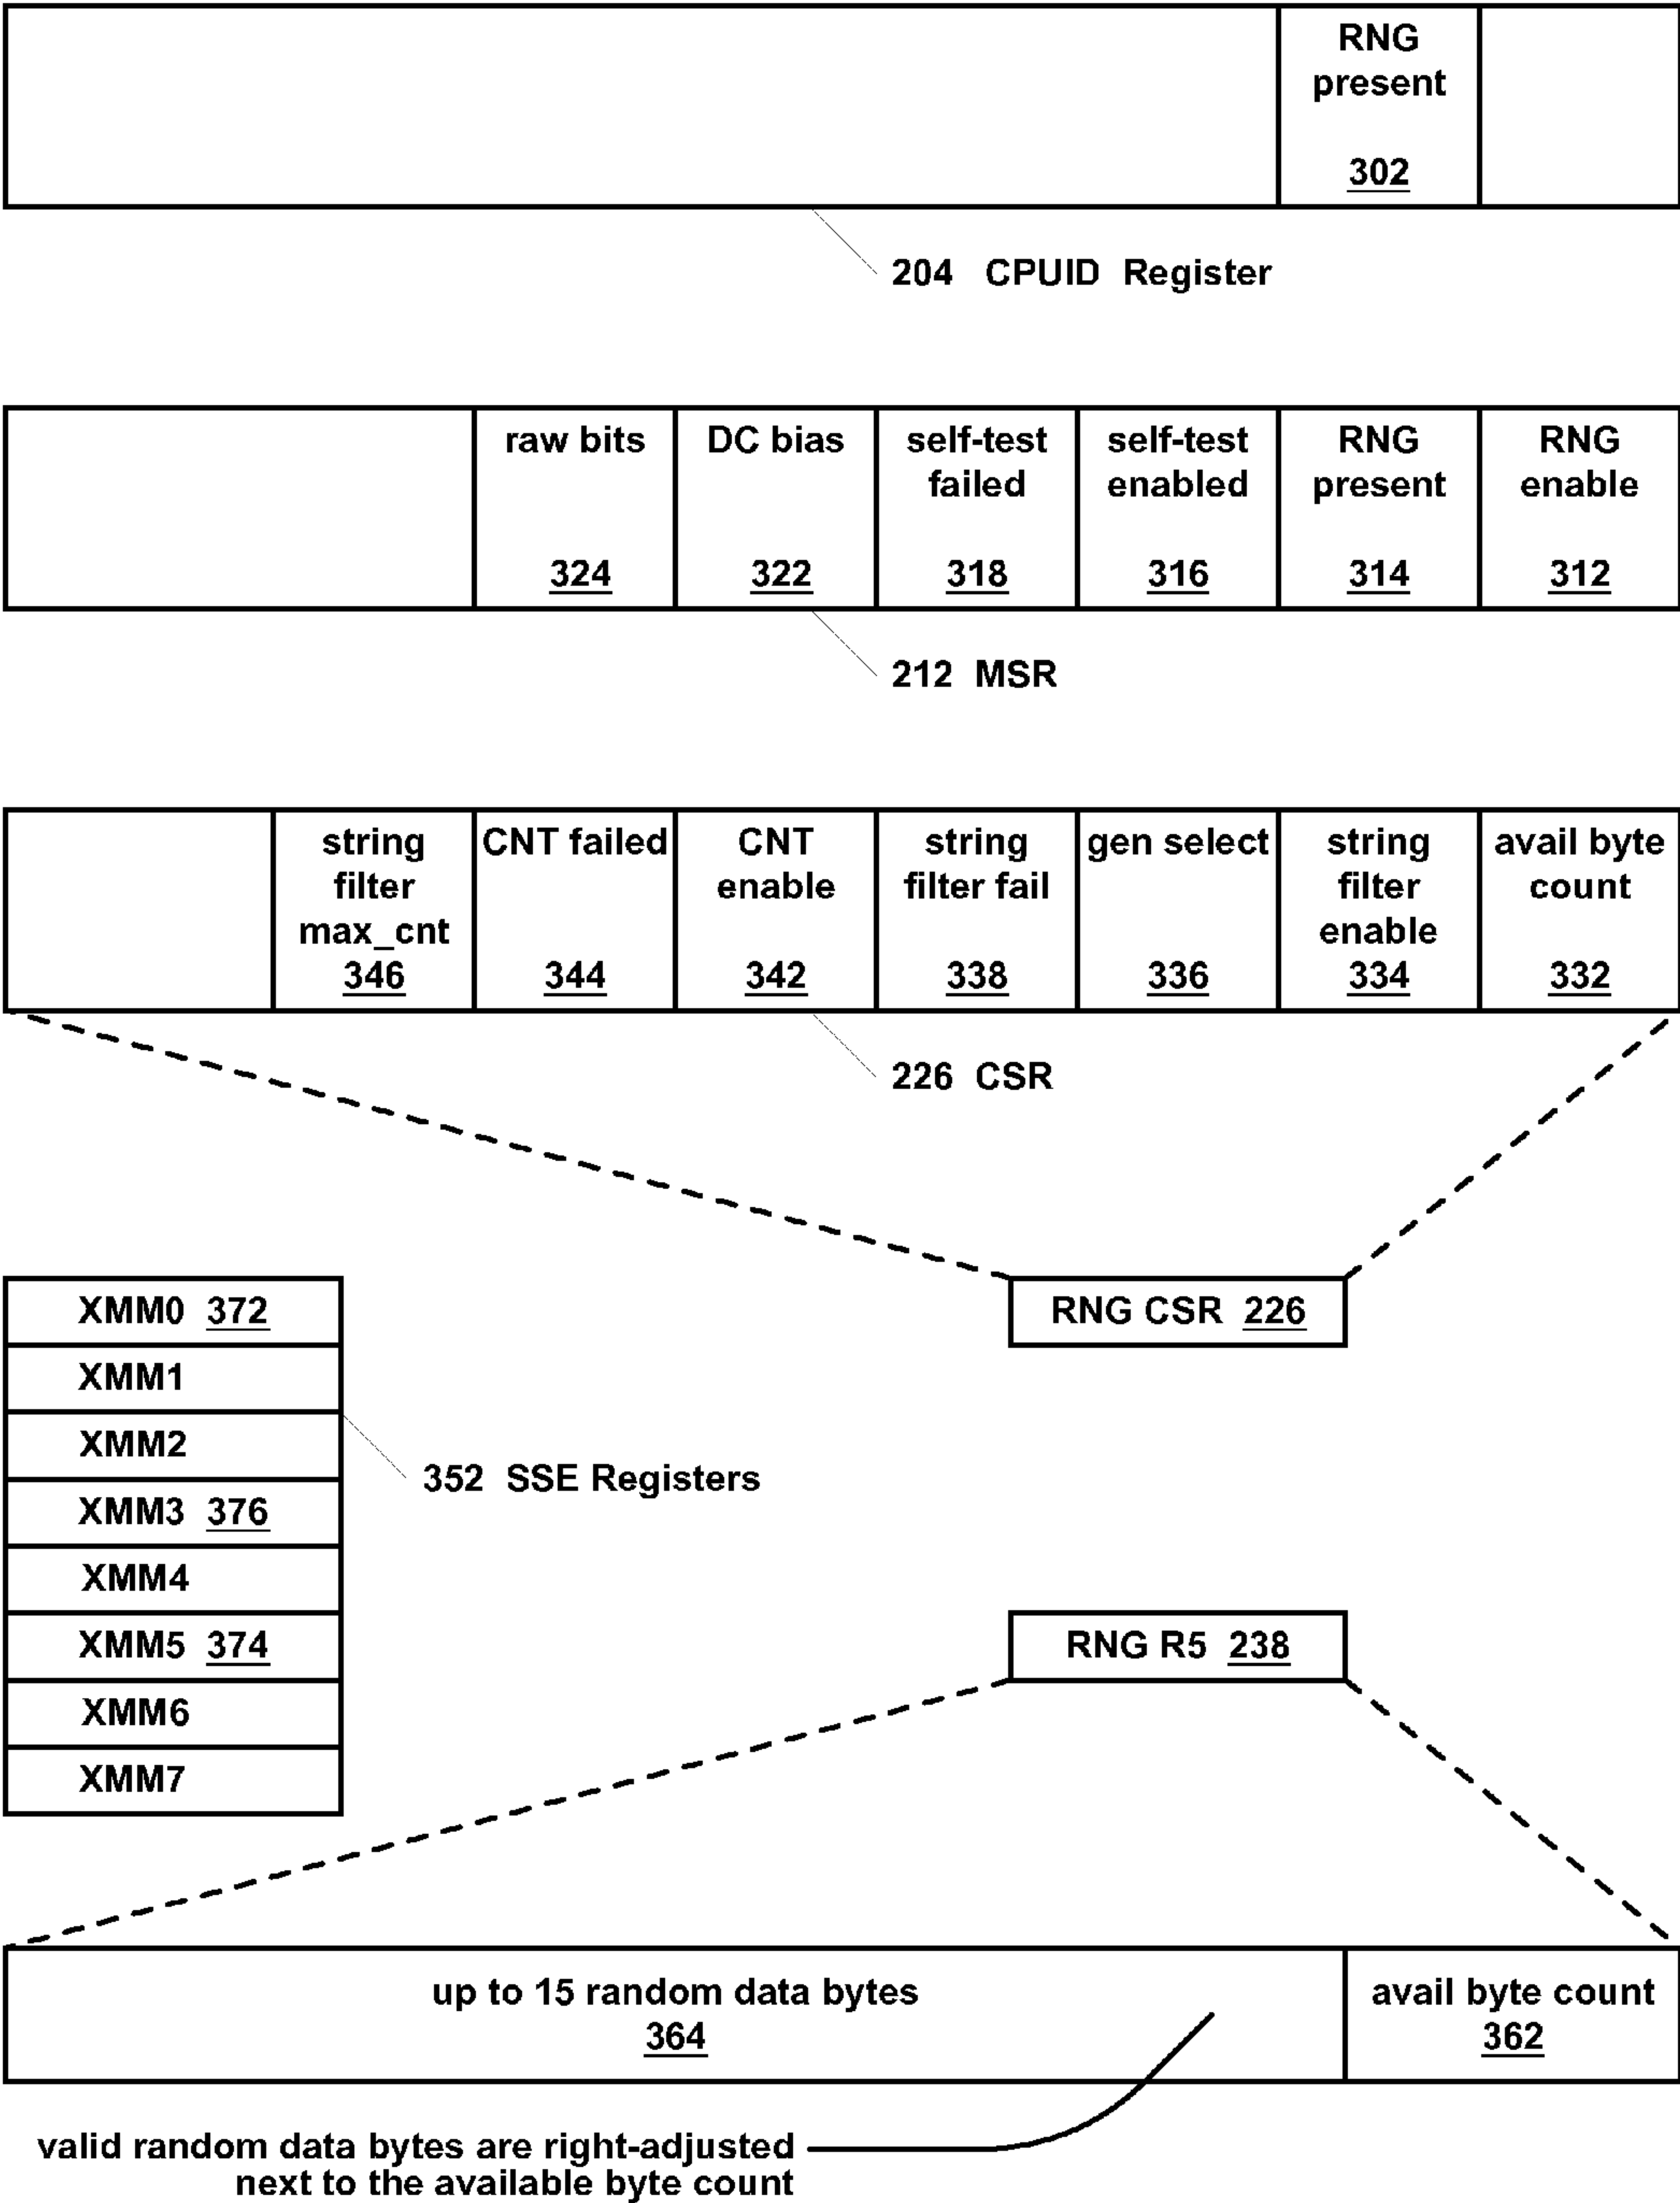 RNG
present
302
204 CPUID Register
raw bits
324
DC bias
322
self-test
failed
318
self-test
enabled
316
RNG
present
314
RNG
enable
312
212 MSR
string
filter
max_cnt
346
CNT failed
344
CNT
enable
342
string
filter fail
338
gen select
336
string
filter
enable
334
avail byte
count
332
226 CSR
XMM0 372
XMM1
XMM2
XMM3 376
XMM4
XMM5 374
XMM6
XMM7
352 SSE Registers
RNG CSR 226
RNG R5 238
up to 15 random data bytes
364
avail byte count
362
valid random data bytes are right-adjusted
next to the available byte count